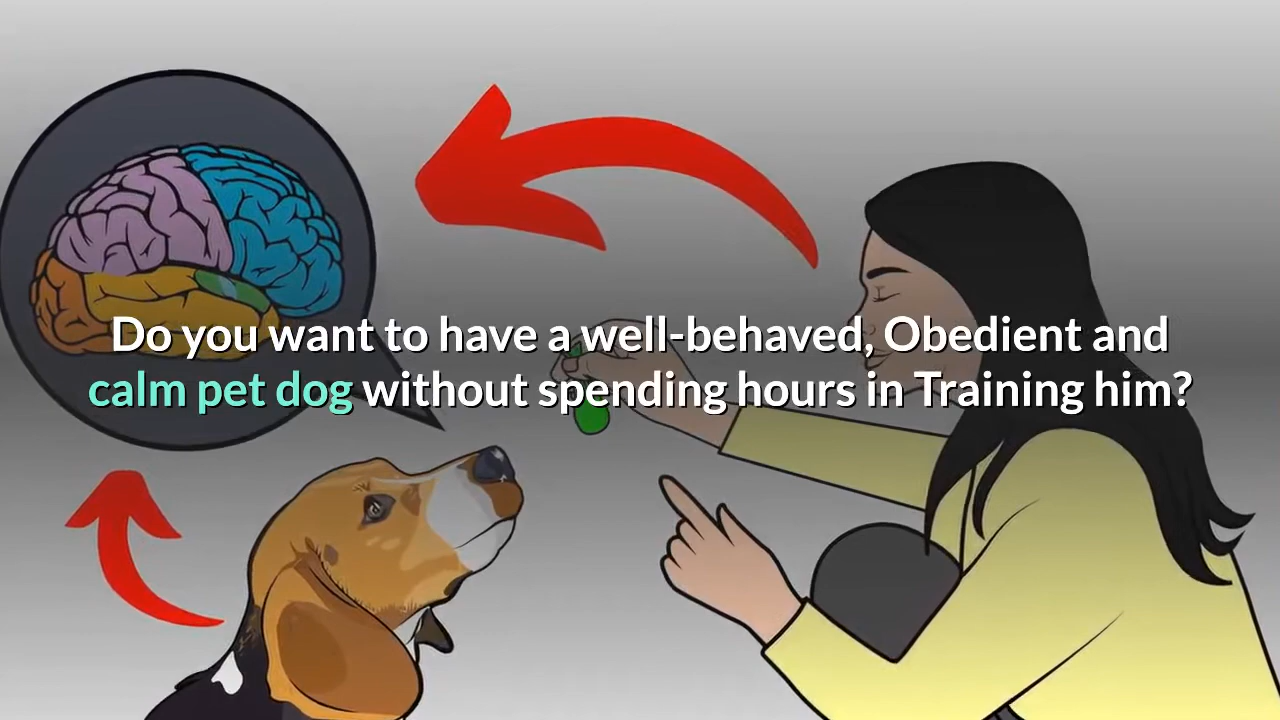 Do you want to have a well-behaved, Obedient and
calm pet dog without spending hours in Training him?